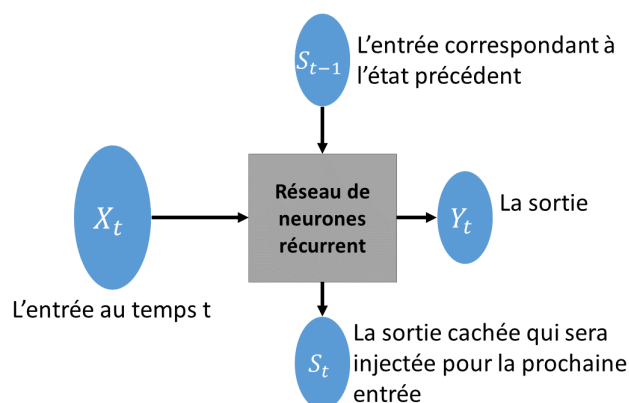 S_{t-1}
L'entrée correspondant à
l'état précédent
X_t
Réseau de
neurones
récurrent
Y_t
La sortie
L'entrée au temps t
S_t
La sortie cachée qui sera
injectée pour la prochaine
entrée